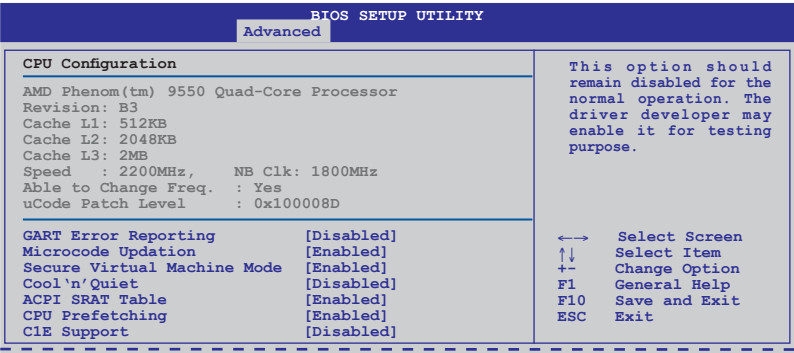 BIOS SETUP UTILITY
Advanced
CPU Configuration
AMD Phenom(tm) 9550 Quad-Core Processor
Revision: B3
Cache L1: 512KB
Cache L2: 2048KB
Cache L3: 2MB
Speed : 2200MHz, NB Clk: 1800MHz
Able to Change Freq. : Yes
uCode Patch Level : 0x100008D
GART Error Reporting [Disabled]
Microcode Updation [Enabled]
Secure Virtual Machine Mode [Enabled]
Cool‘n’Quiet [Disabled]
ACPI SRAT Table [Enabled]
CPU Prefetching [Enabled]
C1E Support [Disabled]
This option should
remain disabled for the
normal operation. The
driver developer may
enable it for testing
purpose.
←→ Select Screen
↑↓ Select Item
+- Change Option
F1 General Help
F10 Save and Exit
ESC Exit